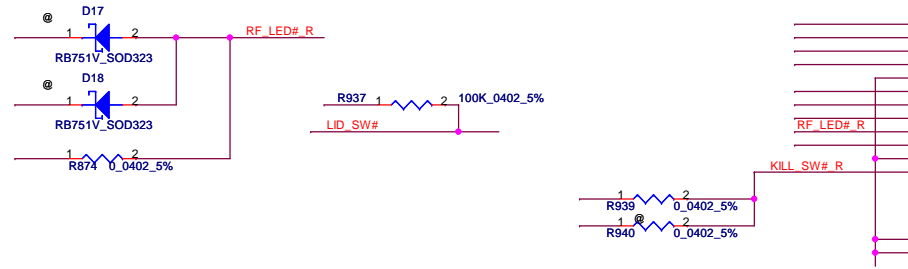 @
D17
1 2
RF_LED#_R
RB751V_SOD323
@
D18
1 2
RB751V_SOD323
1 2
R874 0_0402_5%
R937 1 2 100K_0402_5%
LID_SW#
RF_LED#_R
KILL_SW#_R
1 2
R939 0_0402_5%
1 @ 2
R940 0_0402_5%